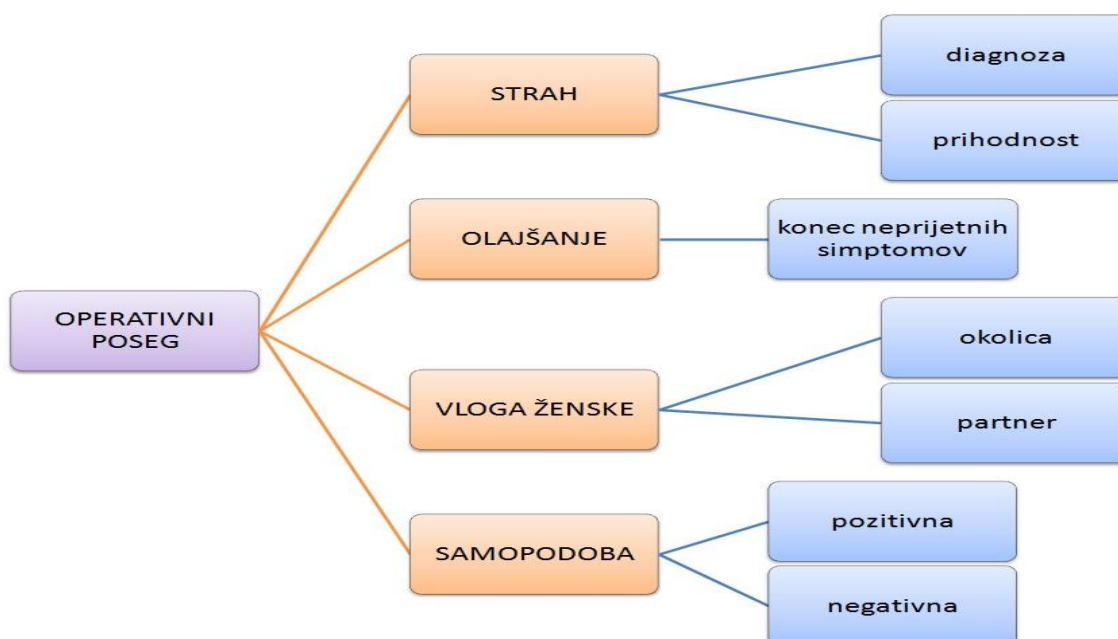 OPERATIVNI
POSEG
STRAH
diagnoza
prihodnost
OLAJŠANJE
konec neprijetnih
simptomov
VLOGA ŽENSKE
okolica
partner
SAMOPODOBA
pozitivna
negativna